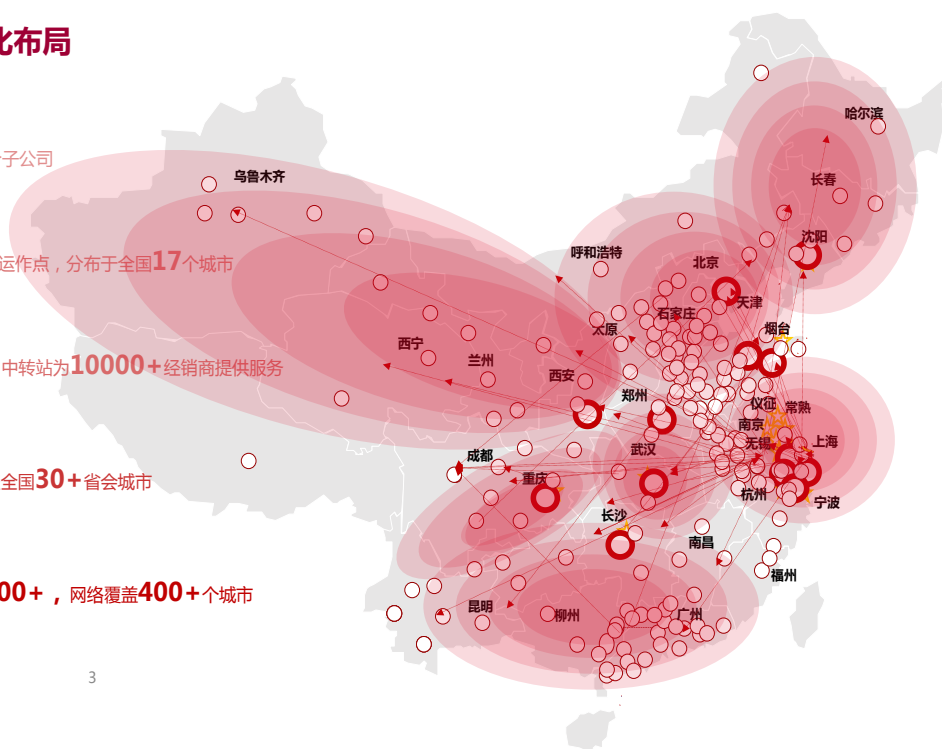 化布局
子公司
运作点，分布于全国17个城市
中转站为10000+经销商提供服务
全国30+省会城市
00+，网络覆盖400+个城市
3
哈尔滨
乌鲁木齐
长春
沈阳
呼和浩特
北京
天津
石家庄
太原
烟台
西宁
兰州
西安
郑州
仪征
常熟
南京
无锡
上海
武汉
成都
重庆
杭州
宁波
长沙
南昌
福州
昆明
柳州
广州